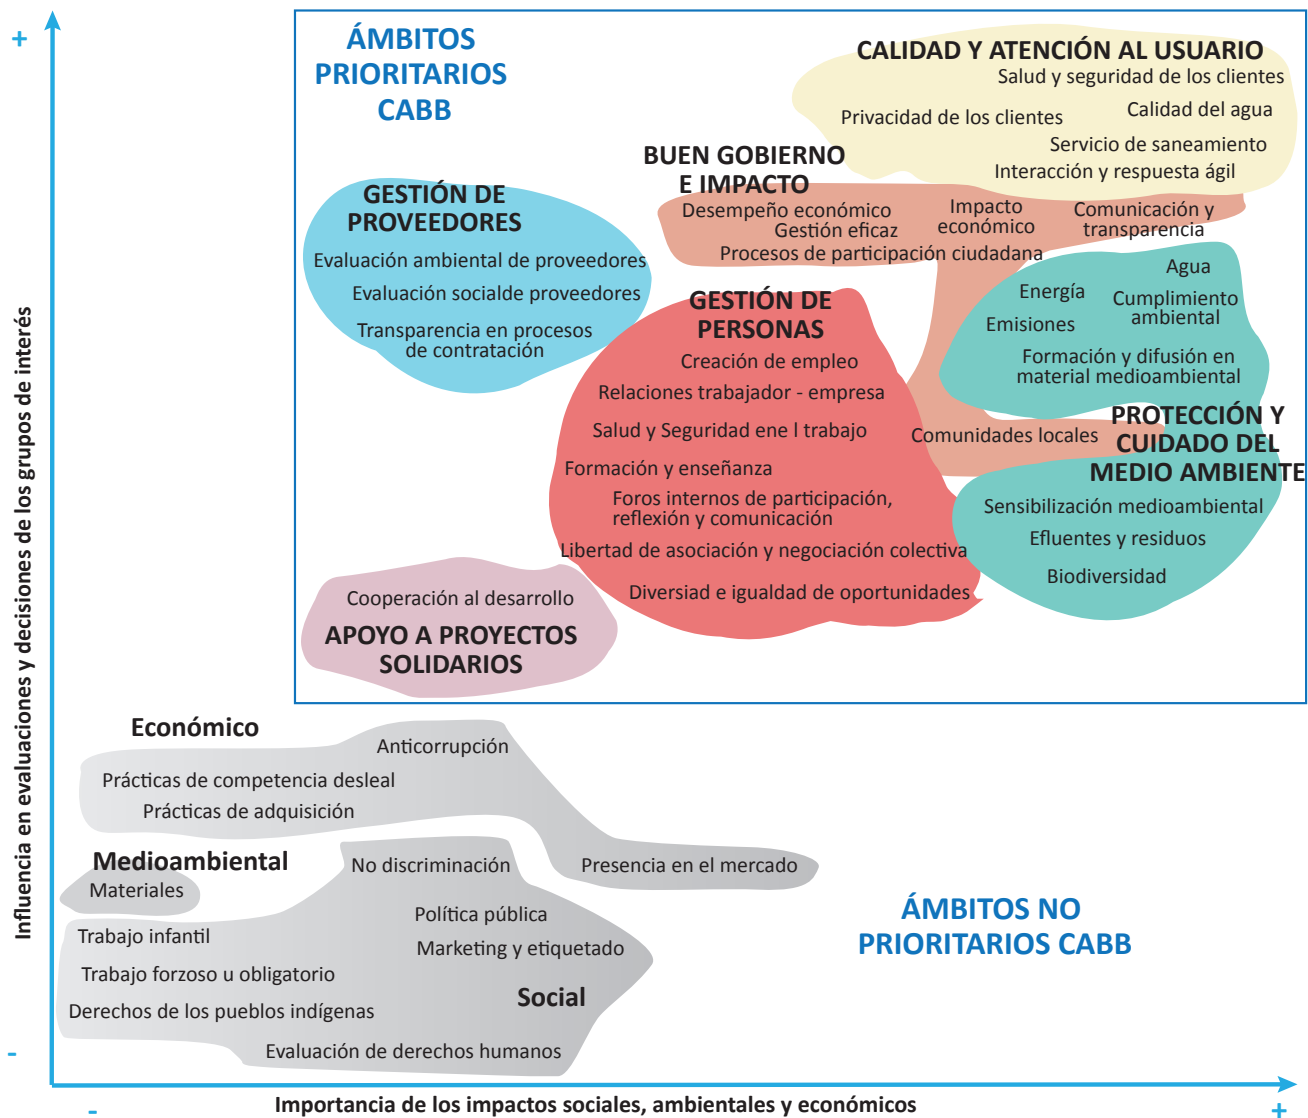 +
ÁMBITOS
PRIORITARIOS
CABB
CALIDAD Y ATENCIÓN AL USUARIO
Salud y seguridad de los clientes
Privacidad de los clientes
Calidad del agua
Servicio de saneamiento
Interacción y respuesta ágil
BUEN GOBIERNO
E IMPACTO
Desempeño económico
Gestión eficaz
Impacto
económico
Comunicación y
transparencia
Procesos de participación ciudadana
Comunidades locales
GESTIÓN DE
PROVEEDORES
Evaluación ambiental de proveedores
Evaluación socialde proveedores
Transparencia en procesos
de contratación
GESTIÓN DE
PERSONAS
Creación de empleo
Relaciones trabajador - empresa
Salud y Seguridad ene l trabajo
Formación y enseñanza
Foros internos de participación,
reflexión y comunicación
Libertad de asociación y negociación colectiva
Diversiad e igualdad de oportunidades
Agua
Energía
Cumplimiento
ambiental
Emisiones
Formación y difusión en
material medioambiental
PROTECCIÓN Y
CUIDADO DEL
MEDIO AMBIENTE
Sensibilización medioambiental
Efluentes y residuos
Biodiversidad
Cooperación al desarrollo
APOYO A PROYECTOS
SOLIDARIOS
Económico
Anticorrupción
Prácticas de competencia desleal
Prácticas de adquisición
Presencia en el mercado
Medioambiental
Materiales
No discriminación
Política pública
Trabajo infantil
Marketing y etiquetado
Trabajo forzoso u obligatorio
Social
Derechos de los pueblos indígenas
Evaluación de derechos humanos
ÁMBITOS NO
PRIORITARIOS CABB
Influencia en evaluaciones y decisiones de los grupos de interés
-
-
Importancia de los impactos sociales, ambientales y económicos
+